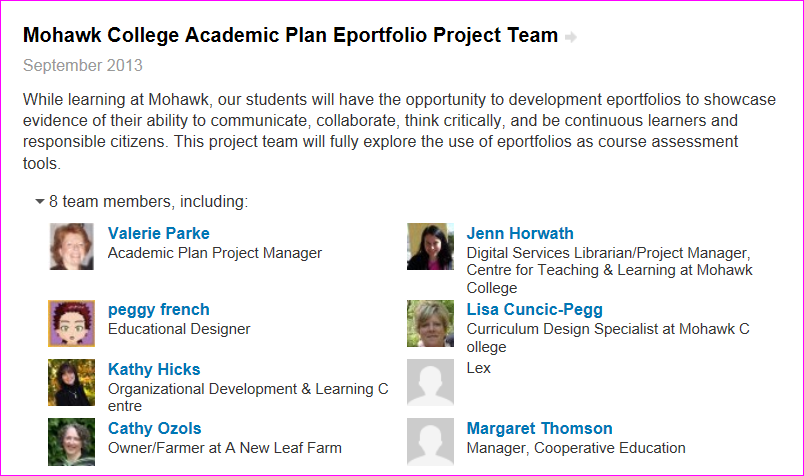 Mohawk College Academic Plan Eportfolio Project Team
September 2013
While learning at Mohawk, our students will have the opportunity to development eportfolios to showcase
evidence of their ability to communicate, collaborate, think critically, and be continuous learners and
responsible citizens. This project team will fully explore the use of eportfolios as course assessment
tools.
8 team members, including:
Valerie Parke
Academic Plan Project Manager
Jenn Horwath
Digital Services Librarian/Project Manager,
Centre for Teaching & Learning at Mohawk
College
peggy french
Educational Designer
Lisa Cuncic-Pegg
Curriculum Design Specialist at Mohawk C
ollege
Kathy Hicks
Organizational Development & Learning C
entre
Lex
Cathy Ozols
Owner/Farmer at A New Leaf Farm
Margaret Thomson
Manager, Cooperative Education